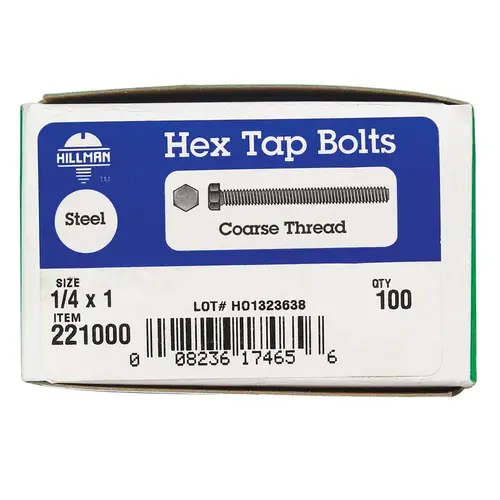 HILLMAN
TM
Hex Tap Bolts
Steel
Coarse Thread
SIZE
1/4 x 1
ITEM
221000
LOT# HO1323638
QTY
100
0 08236 17465 6